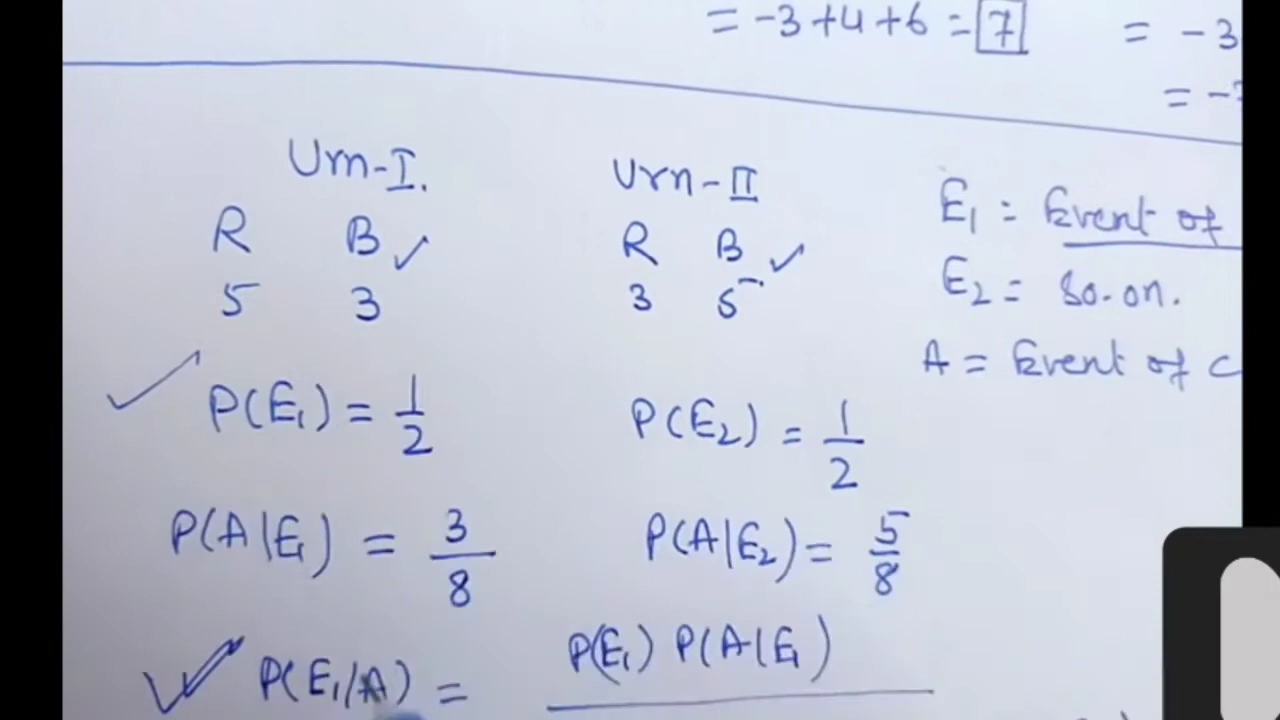 = -3+4+6 = 7 = -3
= -
Urn-I. Urn-II
R B R B
5 3 3 5
E₁ = Event of
E₂ = So.on.
A = Event of
P(E₁) = 1/2 P(E₂) = 1/2
P(A|E₁) = 3/8 P(A|E₂) = 5/8
P(E₁/A) = P(E₁) P(A|E₁)